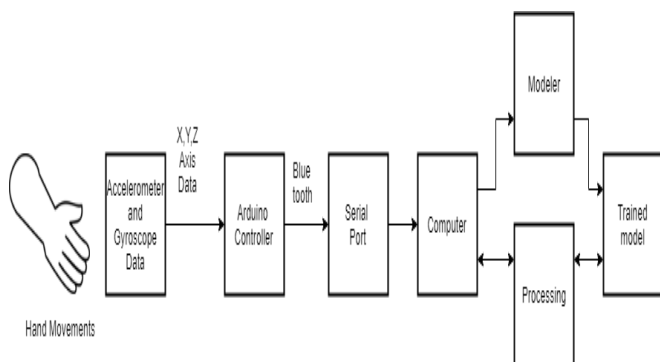 Hand Movements
Accelerometer
and
Gyroscope
Data
X,Y,Z
Axis
Data
Arduino
Controller
Blue
tooth
Serial
Port
Computer
Modeler
Processing
Trained
model